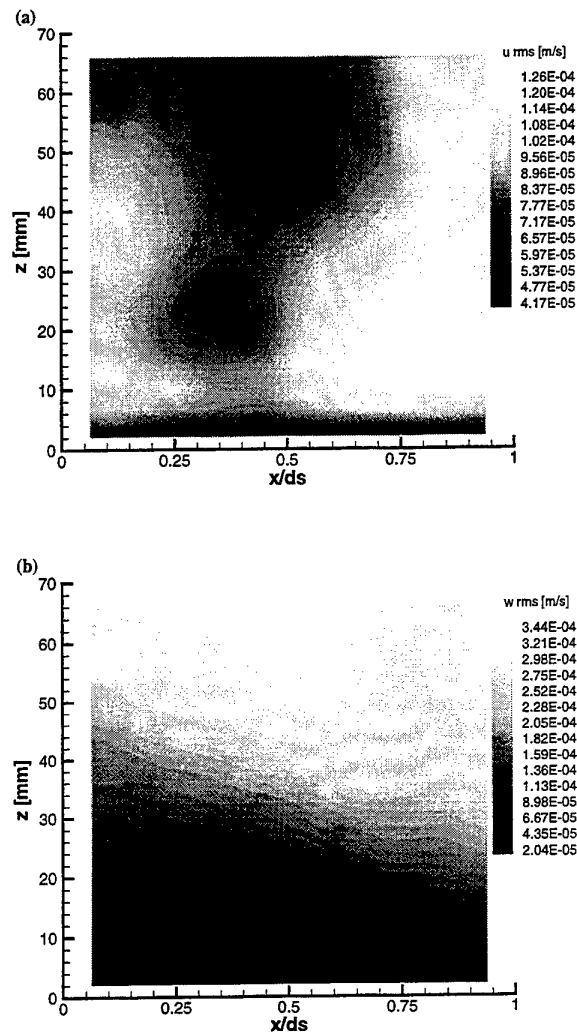 (a)
u rms [m/s]
1.26E-04
1.20E-04
1.14E-04
1.08E-04
1.02E-04
9.56E-05
8.96E-05
8.37E-05
7.77E-05
7.17E-05
6.57E-05
5.97E-05
5.37E-05
4.77E-05
4.17E-05
70
60
50
40
30
20
10
0
z [mm]
0 0.25 0.5 0.75 1
x/ds
(b)
w rms [m/s]
3.44E-04
3.21E-04
2.98E-04
2.75E-04
2.52E-04
2.28E-04
2.05E-04
1.82E-04
1.59E-04
1.36E-04
1.13E-04
8.98E-05
6.67E-05
4.35E-05
2.04E-05
70
60
50
40
30
20
10
0
z [mm]
0 0.25 0.5 0.75 1
x/ds